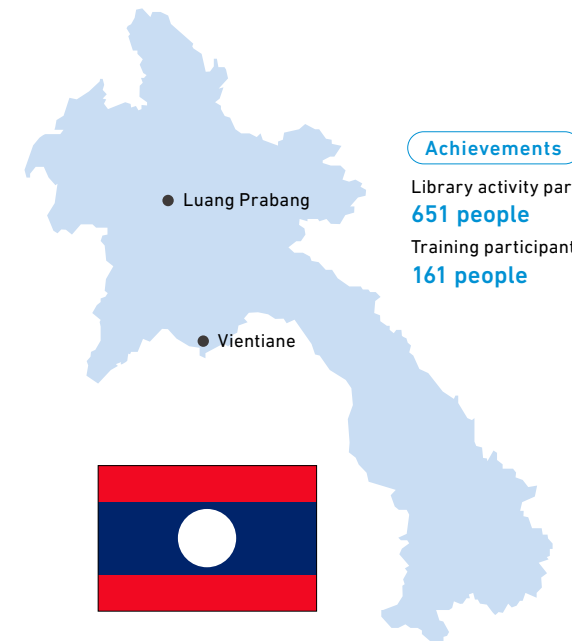 Achievements
Library activity par
651 people
Luang Prabang
Training participant
161 people
Vientiane